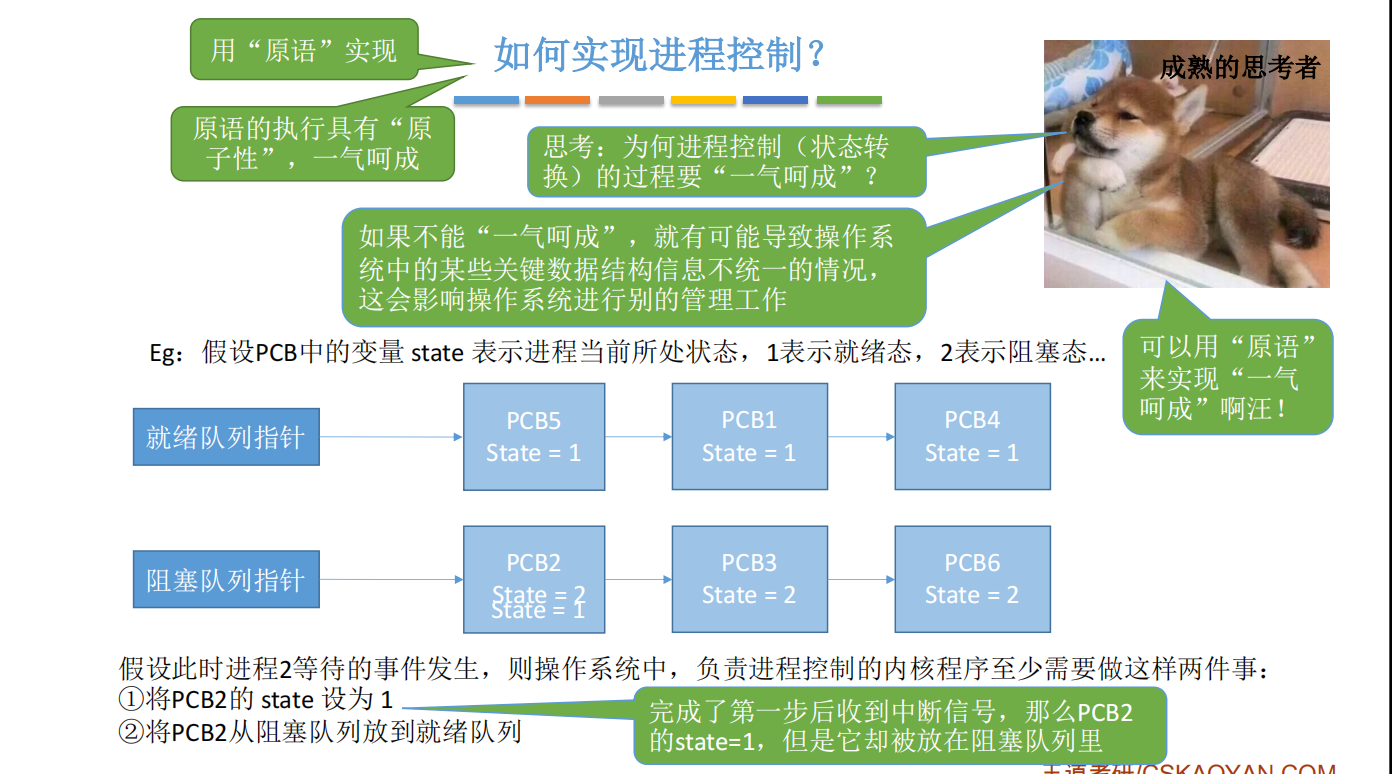 用“原语”实现
如何实现进程控制？
成熟的思考者
原语的执行具有“原
子性”，一气呵成
思考：为何进程控制（状态转
换）的过程要“一气呵成”？
如果不能“一气呵成”，就有可能导致操作系
统中的某些关键数据结构信息不统一的情况，
这会影响操作系统进行别的管理工作
可以用“原语”
来实现“一气
呵成”啊汪！
Eg：假设PCB中的变量 state 表示进程当前所处状态，1表示就绪态，2表示阻塞态...
就绪队列指针
PCB5
State = 1
PCB1
State = 1
PCB4
State = 1
阻塞队列指针
PCB2
State = 2
State = 1
PCB3
State = 2
PCB6
State = 2
假设此时进程2等待的事件发生，则操作系统中，负责进程控制的内核程序至少需要做这样两件事：
①将PCB2的 state 设为 1
②将PCB2从阻塞队列放到就绪队列
完成了第一步后收到中断信号，那么PCB2
的state=1，但是它却被放在阻塞队列里
王道考研/CSKAOYAN.COM